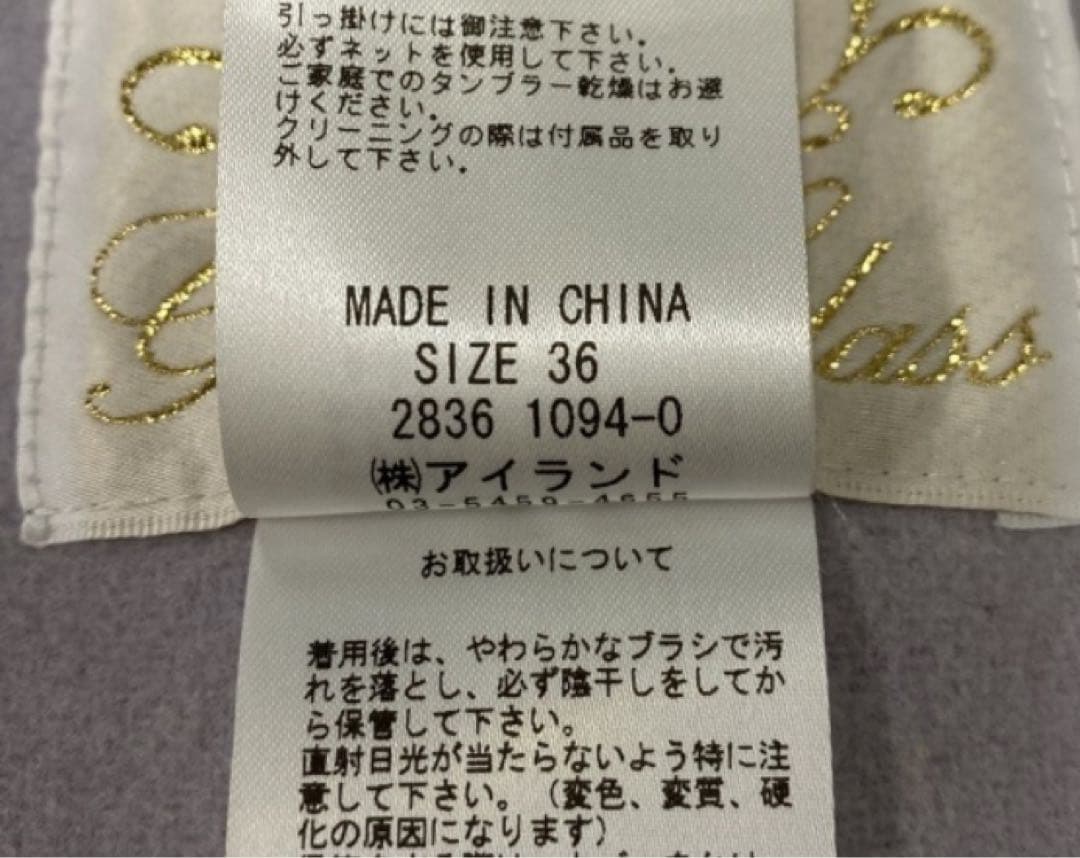 引っ掛けには御注意下さい。
必ずネットを使用して下さい。
ご家庭でのタンブラー乾燥はお避
けください。
クリーニングの際は付属品を取り
外して下さい。
MADE IN CHINA
SIZE 36
2836 1094-0
㈱アイランド
03-5459-4655
お取扱いについて
着用後は、やわらかなブラシで汚
れを落とし、必ず陰干しをしてか
ら保管して下さい。
直射日光が当たらないよう特に注
意して下さい。（変色、変質、硬
化の原因になります）